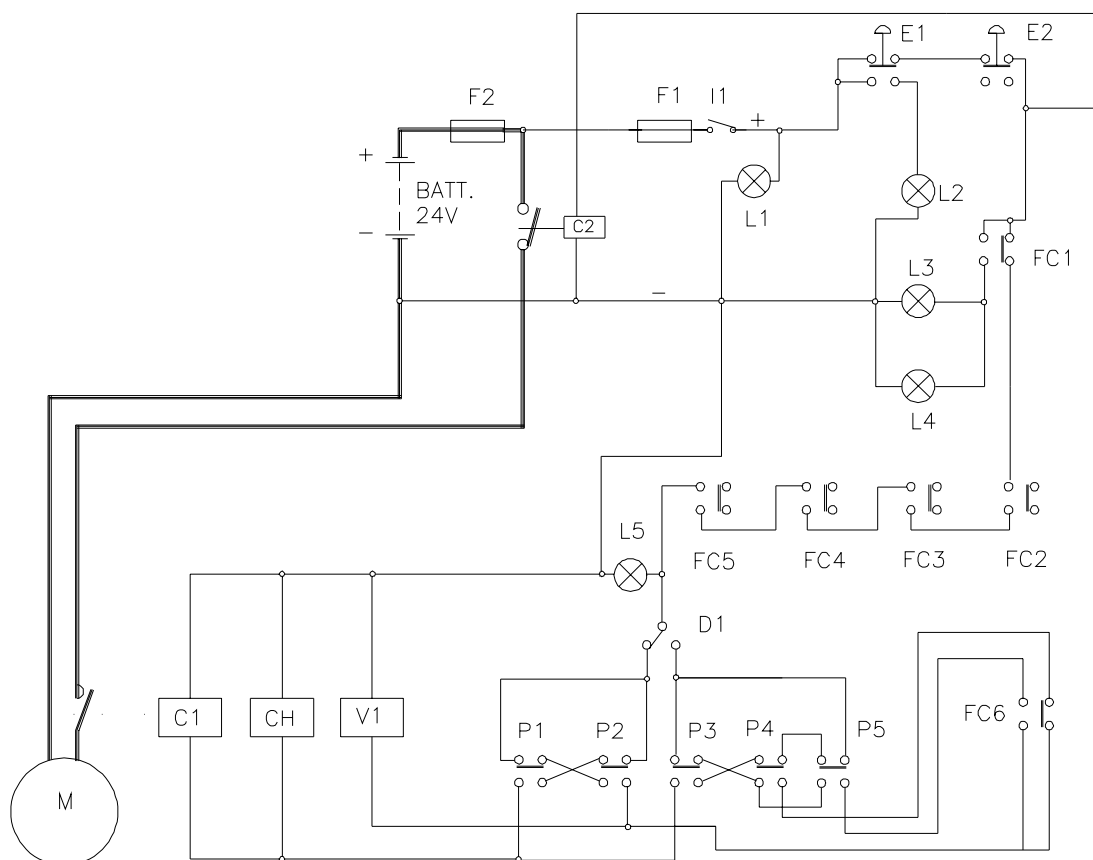 E1
E2
F2
F1
I1
+
+
BATT.
24V
L1
L2
C2
FC1
-
-
L3
L4
L5
FC5
FC4
FC3
FC2
D1
C1
CH
V1
P1
P2
P3
P4
P5
FC6
M